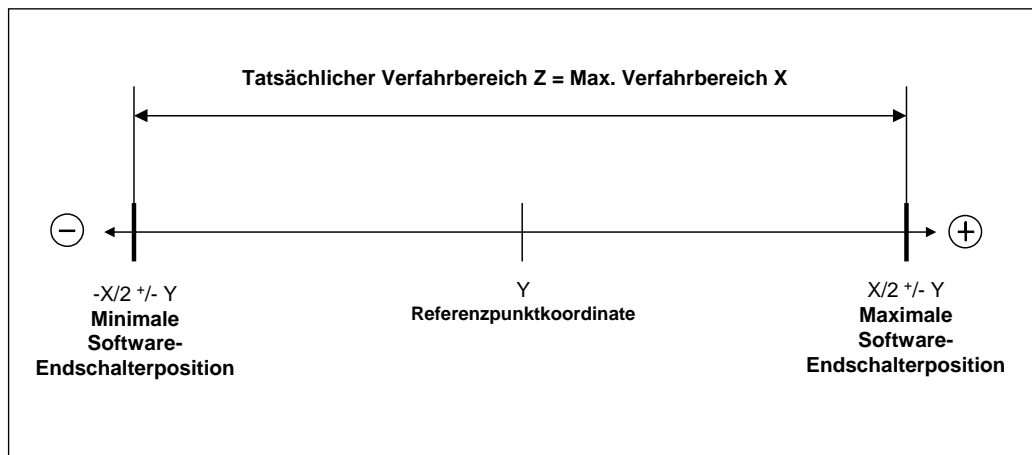 Tatsächlicher Verfahrbereich Z = Max. Verfahrbereich X
−
+
-X/2 +/- Y
Minimale
Software-
Endschalterposition
Y
Referenzpunktkoordinate
X/2 +/- Y
Maximale
Software-
Endschalterposition